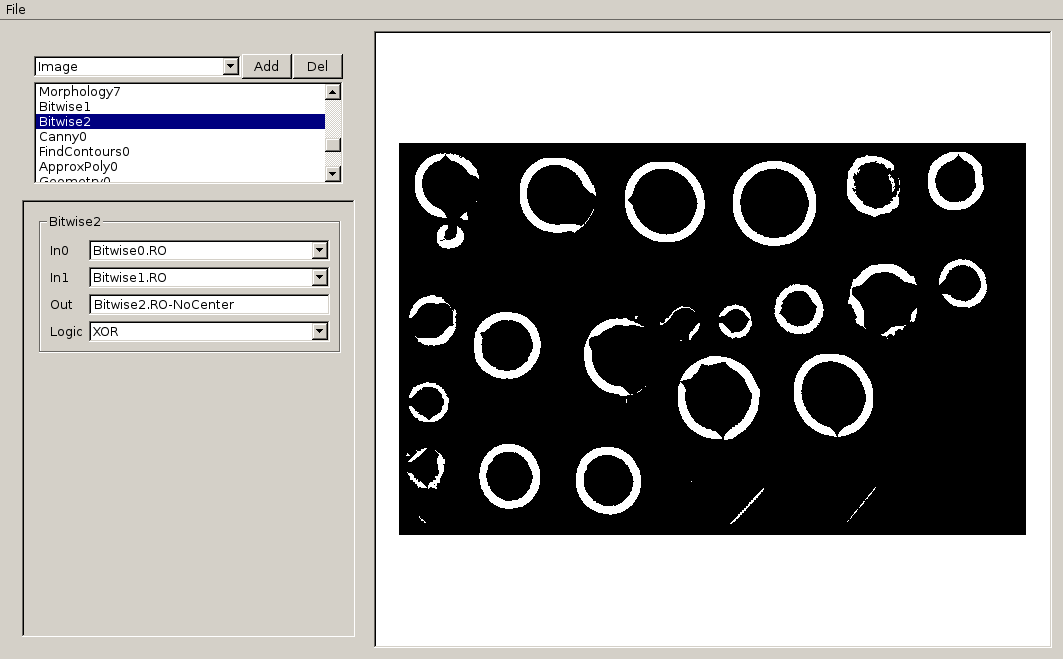 File
Image Add Del
Morphology7
Bitwise1
Bitwise2
Canny0
FindContours0
ApproxPoly0
Geometry0
Bitwise2
In0 Bitwise0.RO
In1 Bitwise1.RO
Out Bitwise2.RO-NoCenter
Logic XOR